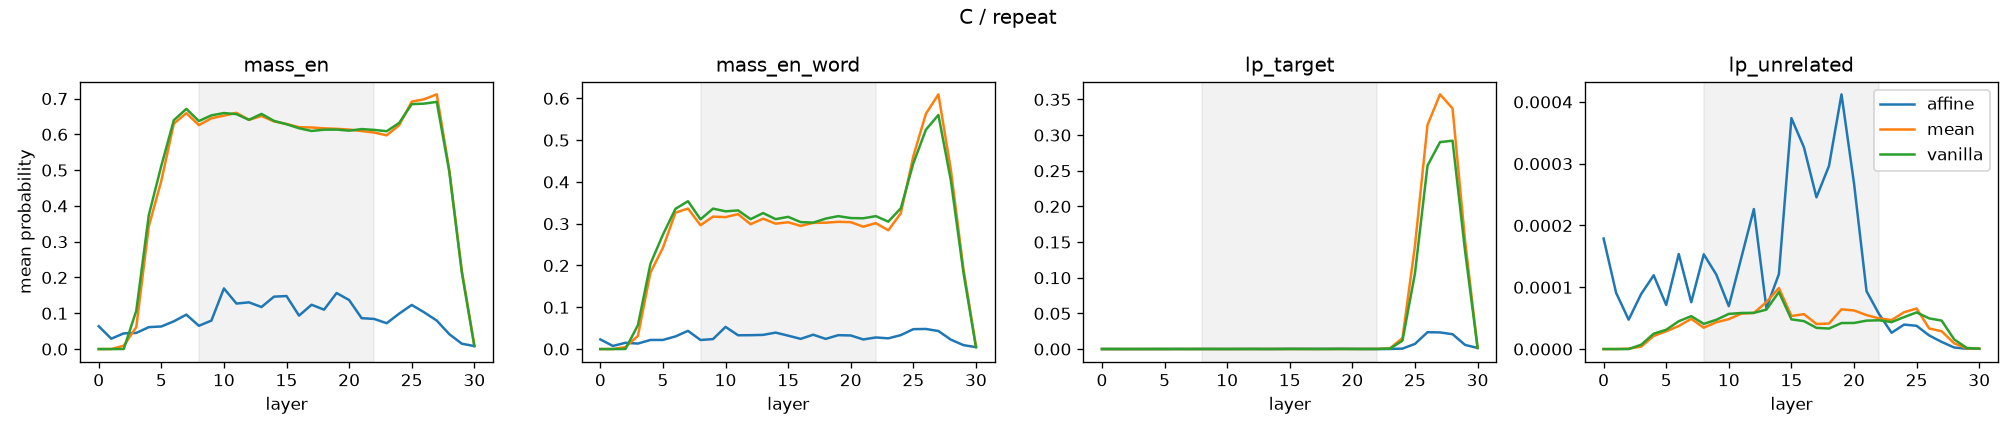 C / repeat
mass_en
mass_en_word
lp_target
lp_unrelated
mean probability
0.7
0.6
0.5
0.4
0.3
0.2
0.1
0.0
0 5 10 15 20 25 30
layer
0.6
0.5
0.4
0.3
0.2
0.1
0.0
0 5 10 15 20 25 30
layer
0.35
0.30
0.25
0.20
0.15
0.10
0.05
0.00
0 5 10 15 20 25 30
layer
0.0004
0.0003
0.0002
0.0001
0.0000
0 5 10 15 20 25 30
layer
affine
mean
vanilla